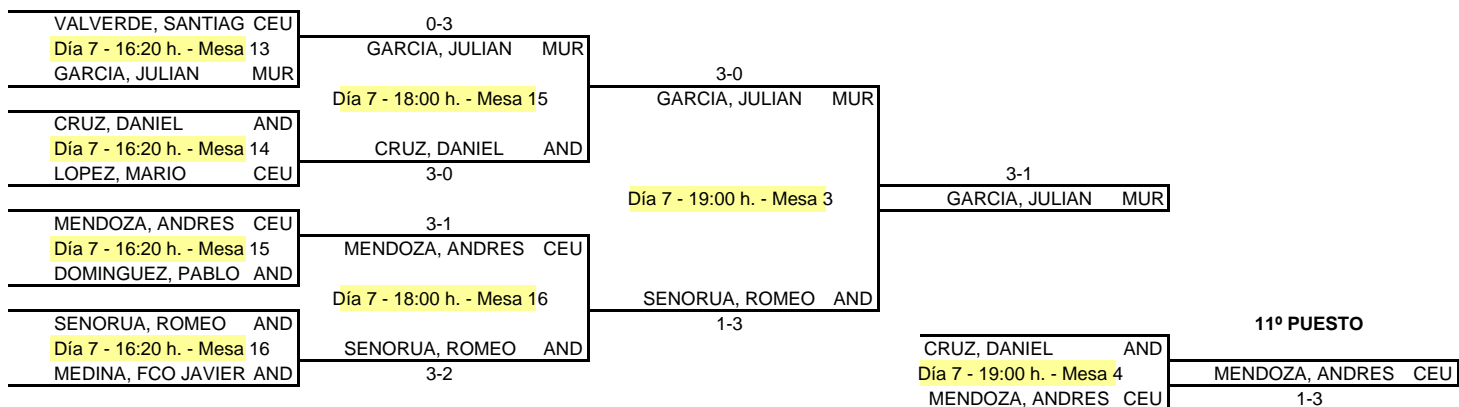 VALVERDE, SANTIAG CEU 0-3
Día 7 - 16:20 h. - Mesa 13 GARCIA, JULIAN MUR
GARCIA, JULIAN MUR 3-0
Día 7 - 18:00 h. - Mesa 15 GARCIA, JULIAN MUR
CRUZ, DANIEL AND
Día 7 - 16:20 h. - Mesa 14 CRUZ, DANIEL AND
LOPEZ, MARIO CEU 3-0 3-1
Día 7 - 19:00 h. - Mesa 3 GARCIA, JULIAN MUR
MENDOZA, ANDRES CEU 3-1
Día 7 - 16:20 h. - Mesa 15 MENDOZA, ANDRES CEU
DOMINGUEZ, PABLO AND
Día 7 - 18:00 h. - Mesa 16 SENORUA, ROMEO AND
SENORUA, ROMEO AND 1-3 11º PUESTO
Día 7 - 16:20 h. - Mesa 16 SENORUA, ROMEO AND CRUZ, DANIEL AND
MEDINA, FCO JAVIER AND 3-2 Día 7 - 19:00 h. - Mesa 4 MENDOZA, ANDRES CEU
MENDOZA, ANDRES CEU 1-3